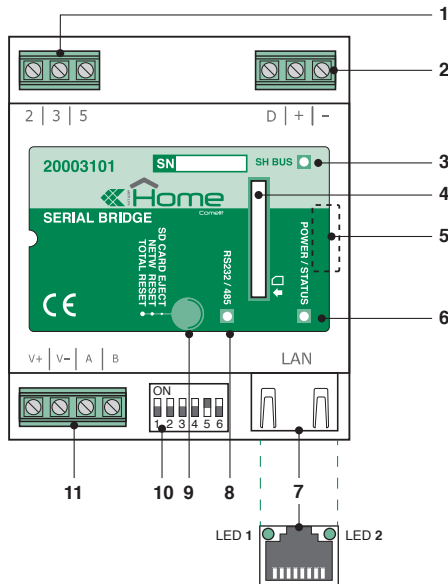 1
2
2 | 3 | 5
D | + | –
20003101
SN
SH BUS
3
4
Home
Comelit
SERIAL BRIDGE
5
SD CARD EJECT
NETW RESET
TOTAL RESET
RS232 / 485
POWER / STATUS
CE
6
V+ | V– | A | B
LAN
ON
1 2 3 4 5 6
11
10
9
8
7
LED 1
LED 2